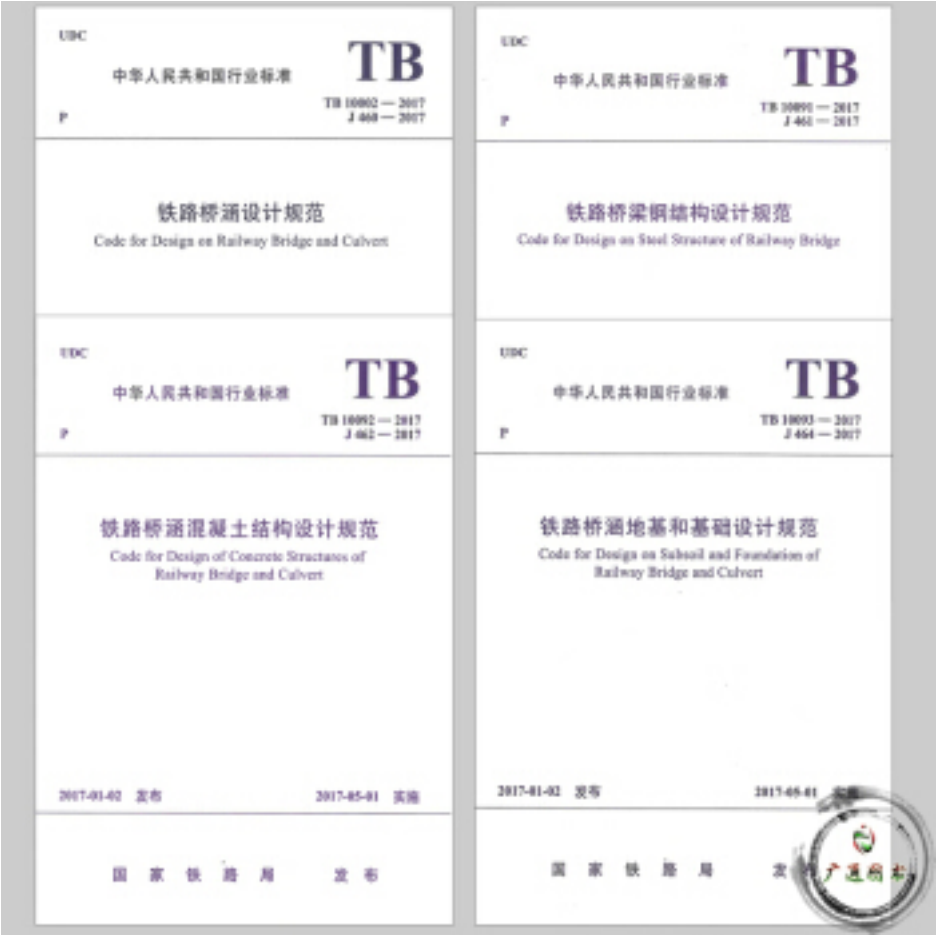 UDC
中华人民共和国行业标准
TB
TB 10002—2017
P
J 460—2017
铁路桥涵设计规范
Code for Design on Railway Bridge and Culvert
UDC
中华人民共和国行业标准
TB
TB 10091—2017
P
J 461—2017
铁路桥梁钢结构设计规范
Code for Design on Steel Structure of Railway Bridge
UDC
中华人民共和国行业标准
TB
TB 10092—2017
P
J 462—2017
铁路桥涵混凝土结构设计规范
Code for Design of Concrete Structures of
Railway Bridge and Culvert
2017-01-02 发布 2017-05-01 实施
国家铁路局 发布
UDC
中华人民共和国行业标准
TB
TB 10093—2017
P
J 464—2017
铁路桥涵地基和基础设计规范
Code for Design on Subsoil and Foundation of
Railway Bridge and Culvert
2017-01-02 发布 2017-05-01 实施
国家铁路局 发
广通图书